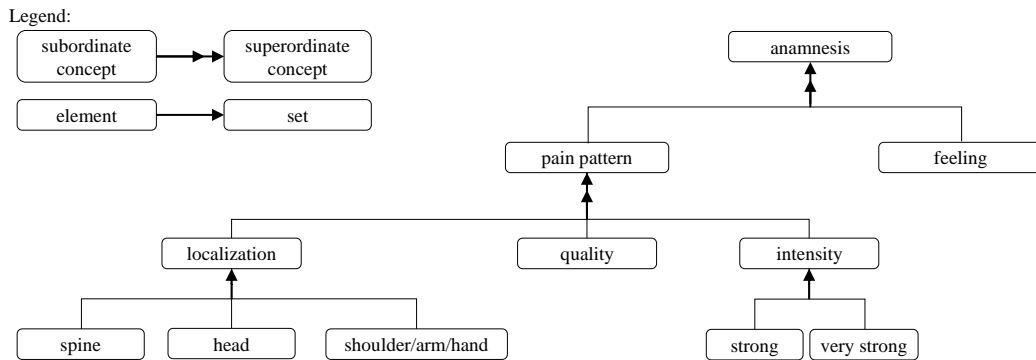 Legend:
subordinate
concept
superordinate
concept
element
set
anamnesis
pain pattern
feeling
localization
quality
intensity
spine
head
shoulder/arm/hand
strong
very strong